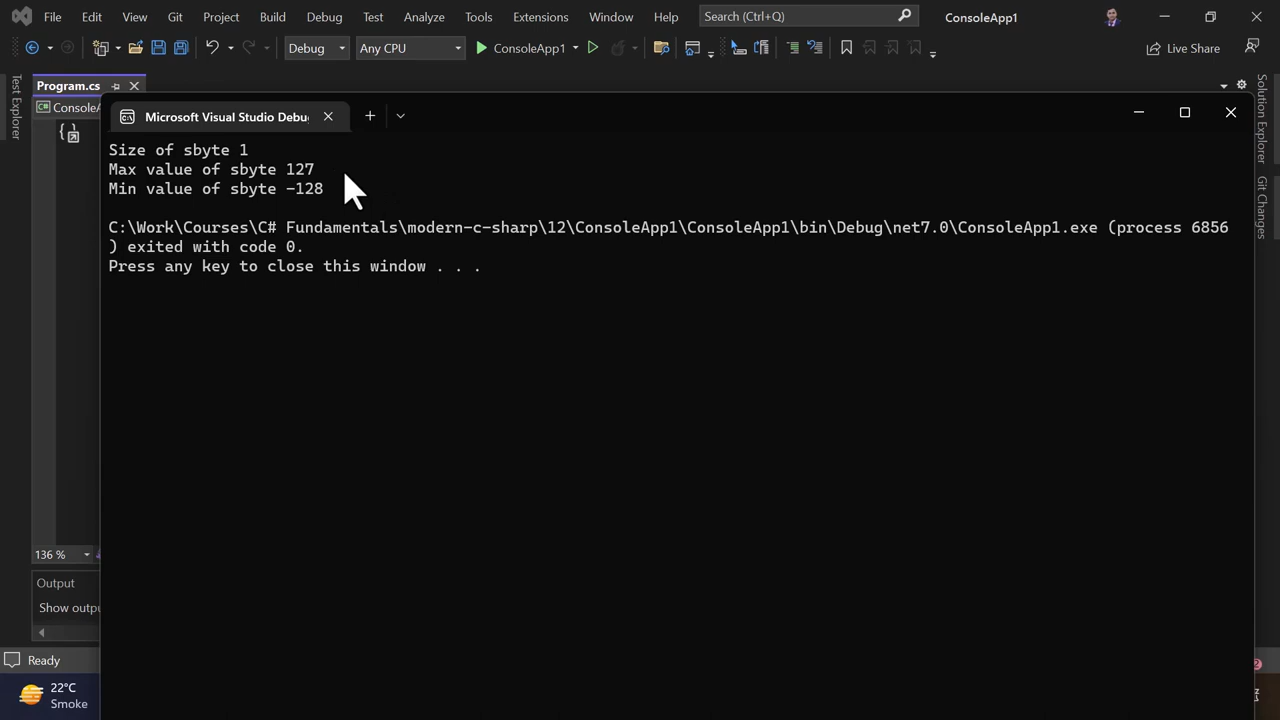 File Edit View Git Project Build Debug Test Analyze Tools Extensions Window Help Search (Ctrl+Q) ConsoleApp1
Debug Any CPU ConsoleApp1 Live Share
Test Explorer
Program.cs
ConsoleA
Microsoft Visual Studio Debu
Size of sbyte 1
Max value of sbyte 127
Min value of sbyte -128
C:\Work\Courses\C# Fundamentals\modern-c-sharp\12\ConsoleApp1\ConsoleApp1\bin\Debug\net7.0\ConsoleApp1.exe (process 6856
) exited with code 0.
Press any key to close this window . . .
Solution Explorer
Git Changes
136 %
Output
Show outpu
Ready
22°C
Smoke